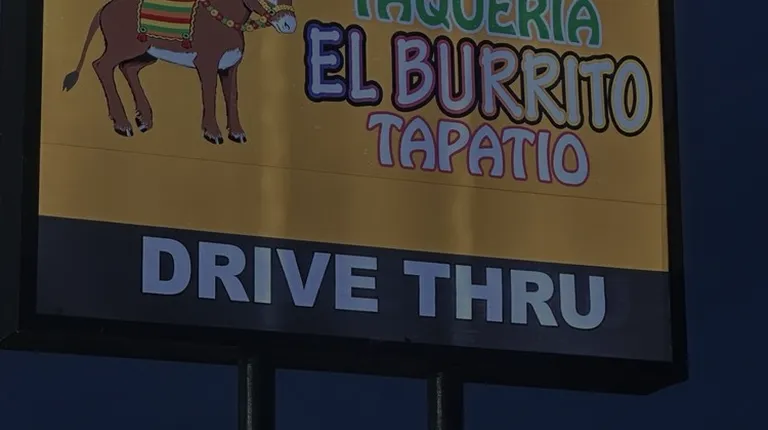 TAQUERIA
EL BURRITO
TAPATIO
DRIVE THRU